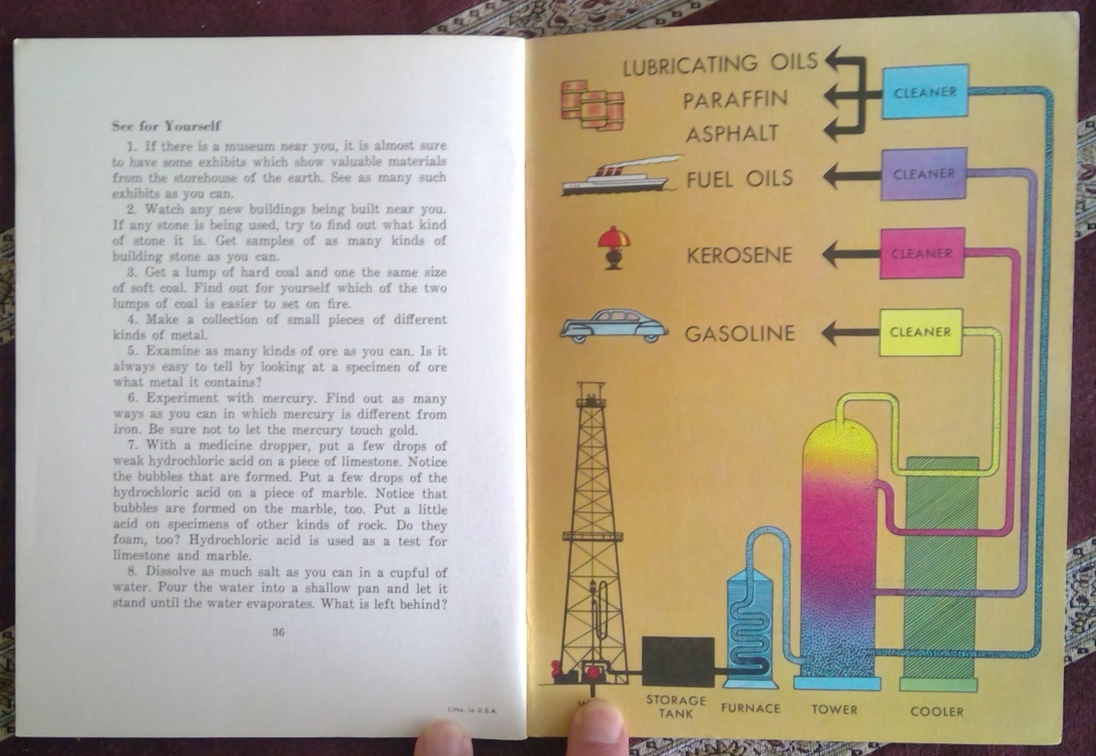 See for Yourself
1. If there is a museum near you, it is almost sure
to have some exhibits which show valuable materials
from the storehouse of the earth. See as many such
exhibits as you can.
2. Watch any new buildings being built near you.
If any stone is being used, try to find out what kind
of stone it is. Get samples of as many kinds of
building stone as you can.
3. Get a lump of hard coal and one the same size
of soft coal. Find out for yourself which of the two
lumps of coal is easier to set on fire.
4. Make a collection of small pieces of different
kinds of metal.
5. Examine as many kinds of ore as you can. Is it
always easy to tell by looking at a specimen of ore
what metal it contains?
6. Experiment with mercury. Find out as many
ways as you can in which mercury is different from
iron. Be sure not to let the mercury touch gold.
7. With a medicine dropper, put a few drops of
weak hydrochloric acid on a piece of limestone. Notice
the bubbles that are formed. Put a few drops of the
hydrochloric acid on a piece of marble. Notice that
bubbles are formed on the marble, too. Put a little
acid on specimens of other kinds of rock. Do they
foam, too? Hydrochloric acid is used as a test for
limestone and marble.
8. Dissolve as much salt as you can in a cupful of
water. Pour the water into a shallow pan and let it
stand until the water evaporates. What is left behind?
36
Litho. in U.S.A.
LUBRICATING OILS
PARAFFIN
ASPHALT
CLEANER
FUEL OILS
CLEANER
KEROSENE
CLEANER
GASOLINE
CLEANER
STORAGE
TANK
FURNACE
TOWER
COOLER